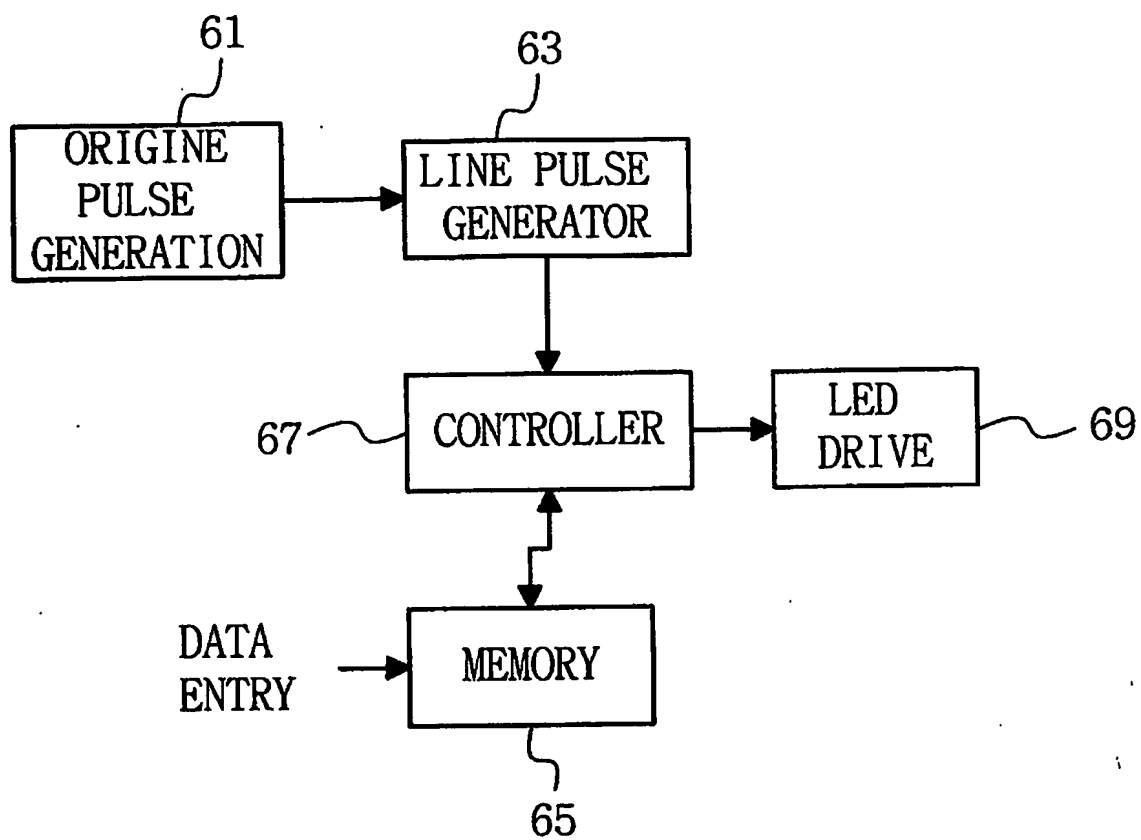 61
63
ORIGINE
PULSE
GENERATION
LINE PULSE
GENERATOR
67
CONTROLLER
LED
DRIVE
69
DATA
ENTRY
MEMORY
65